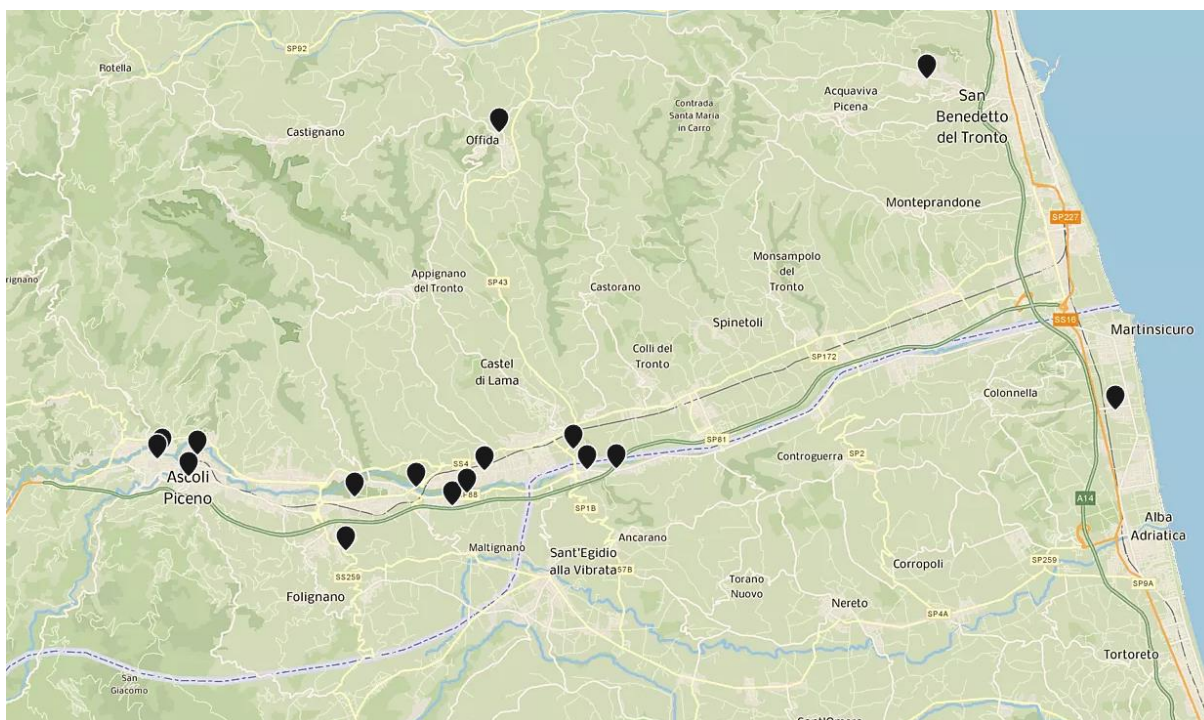 SP92
Rotella
Castignano
Offida
Contrada
Santa Maria
in Carro
Acquaviva
Picena
San
Benedetto
del Tronto
Monteprandone
SP227
Appignano
del Tronto
SP43
Castorano
Monsampolo
del
Tronto
Spinetoli
SS16
Martinsicuro
Castel
di Lama
Colli del
Tronto
SP172
Colonnella
SP81
Controguerra
SP2
Ascoli
Piceno
SS4
SP1B
A14
Alba
Adriatica
Maltignano
Sant'Egidio
alla Vibrata
Ancarano
SS259
Folignano
Torano
Nuovo
Corropoli
SP259
SP9A
Nereto
SP4A
Tortoreto
San
Giacomo